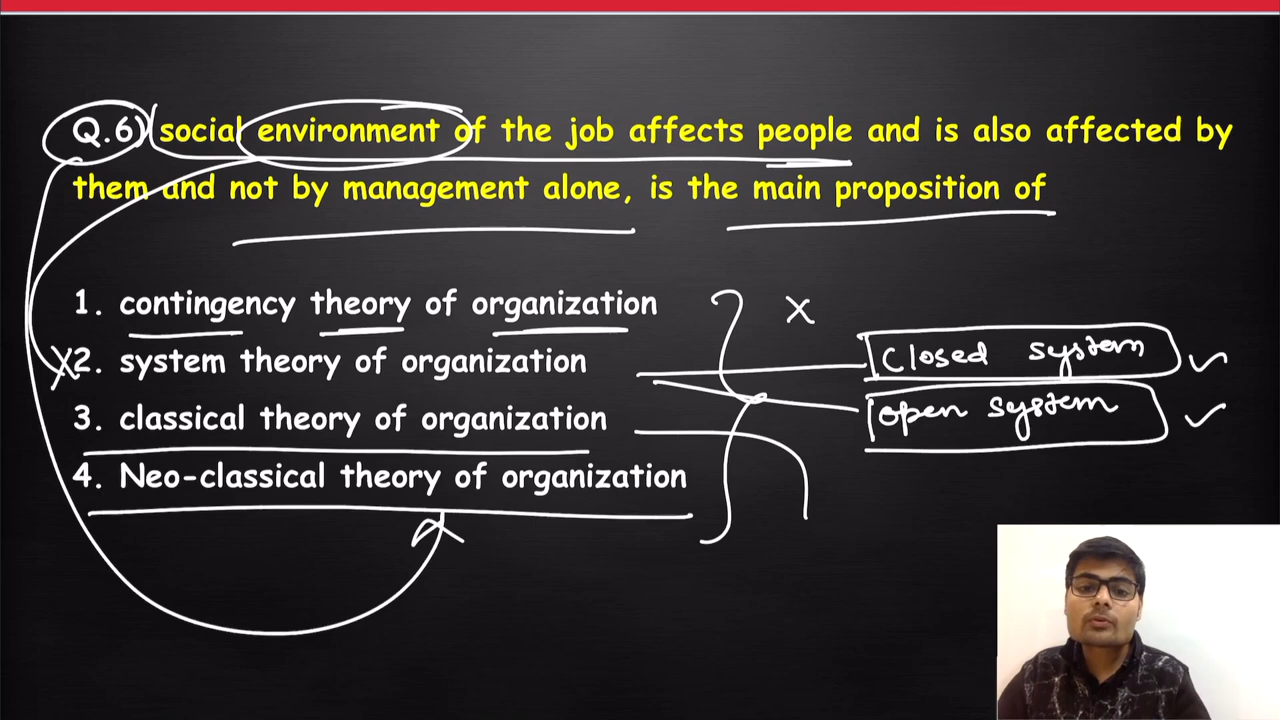 Q.6) social environment of the job affects people and is also affected by
them and not by management alone, is the main proposition of
1. contingency theory of organization
2. system theory of organization
3. classical theory of organization
4. Neo-classical theory of organization
Closed system
open system